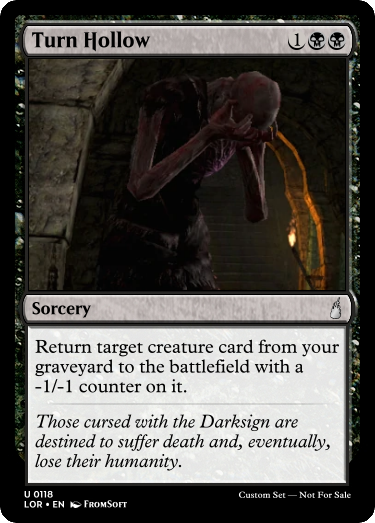 Turn Hollow 1
Sorcery
Return target creature card from your
graveyard to the battlefield with a
-1/-1 counter on it.
Those cursed with the Darksign are
destined to suffer death and, eventually,
lose their humanity.
U 0118
LOR • EN FROMSOFT
Custom Set — Not For Sale